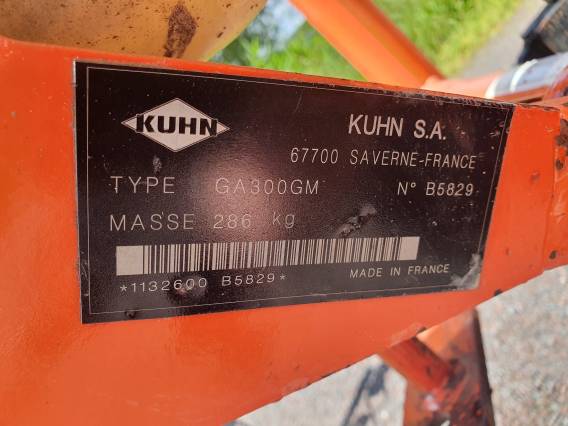 KUHN
KUHN S.A.
67700 SAVERNE-FRANCE
TYPE GA300GM N° B5829
MASSE 286 kg
*1132600 B5829*
MADE IN FRANCE